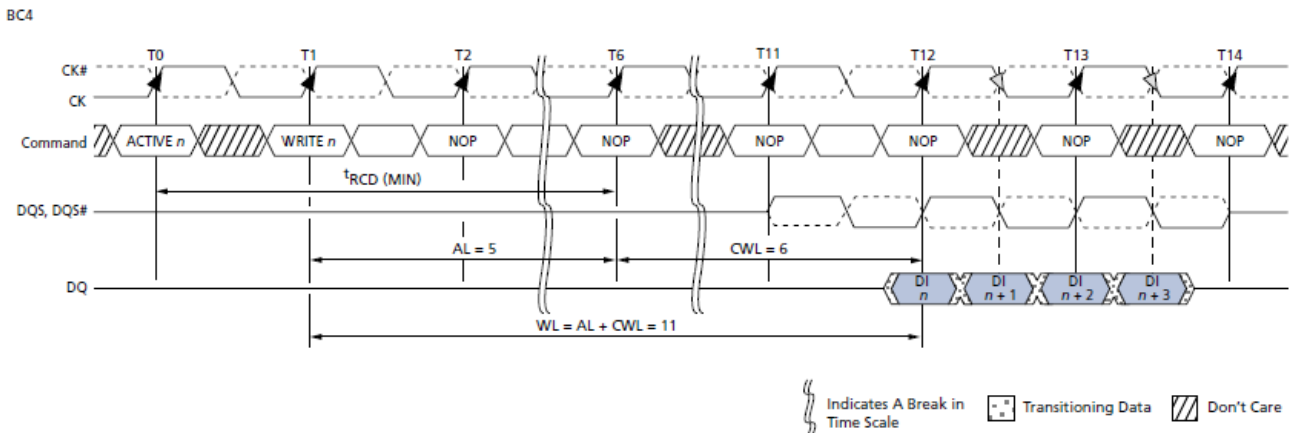 BC4
T0 T1 T2 T6 T11 T12 T13 T14
CK#
CK
Command ACTIVE n WRITE n NOP NOP NOP NOP NOP NOP
tRCD (MIN)
DQS, DQS#
AL = 5 CWL = 6
DQ DI n DI n + 1 DI n + 2 DI n + 3
WL = AL + CWL = 11
Indicates A Break in
Time Scale
Transitioning Data
Don't Care